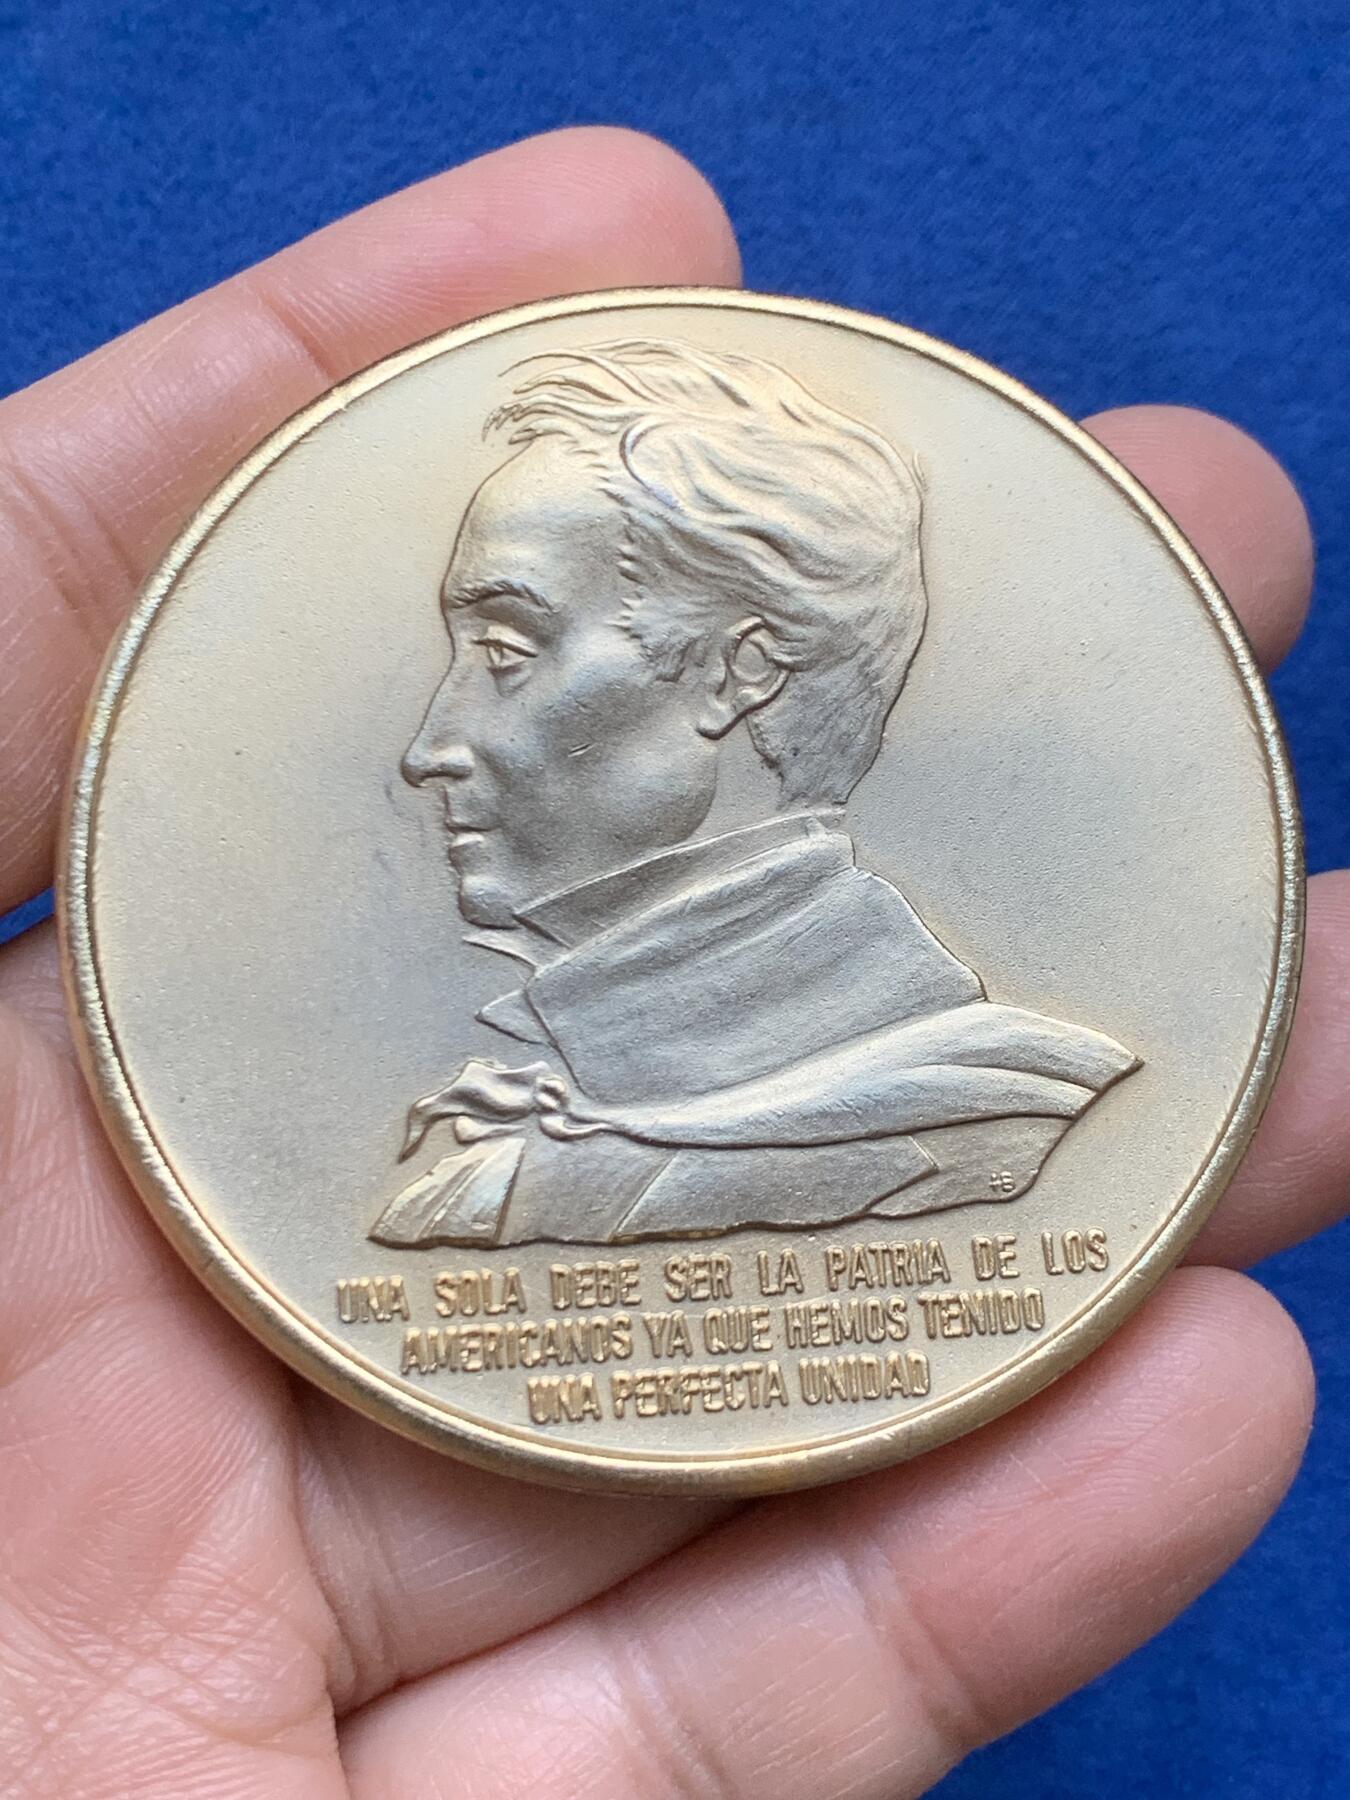 UNA SOLA DEBE SER LA PATRIA DE LOS
AMERICANOS YA QUE HEMOS TENIDO
UNA PERFECTA UNIDAD